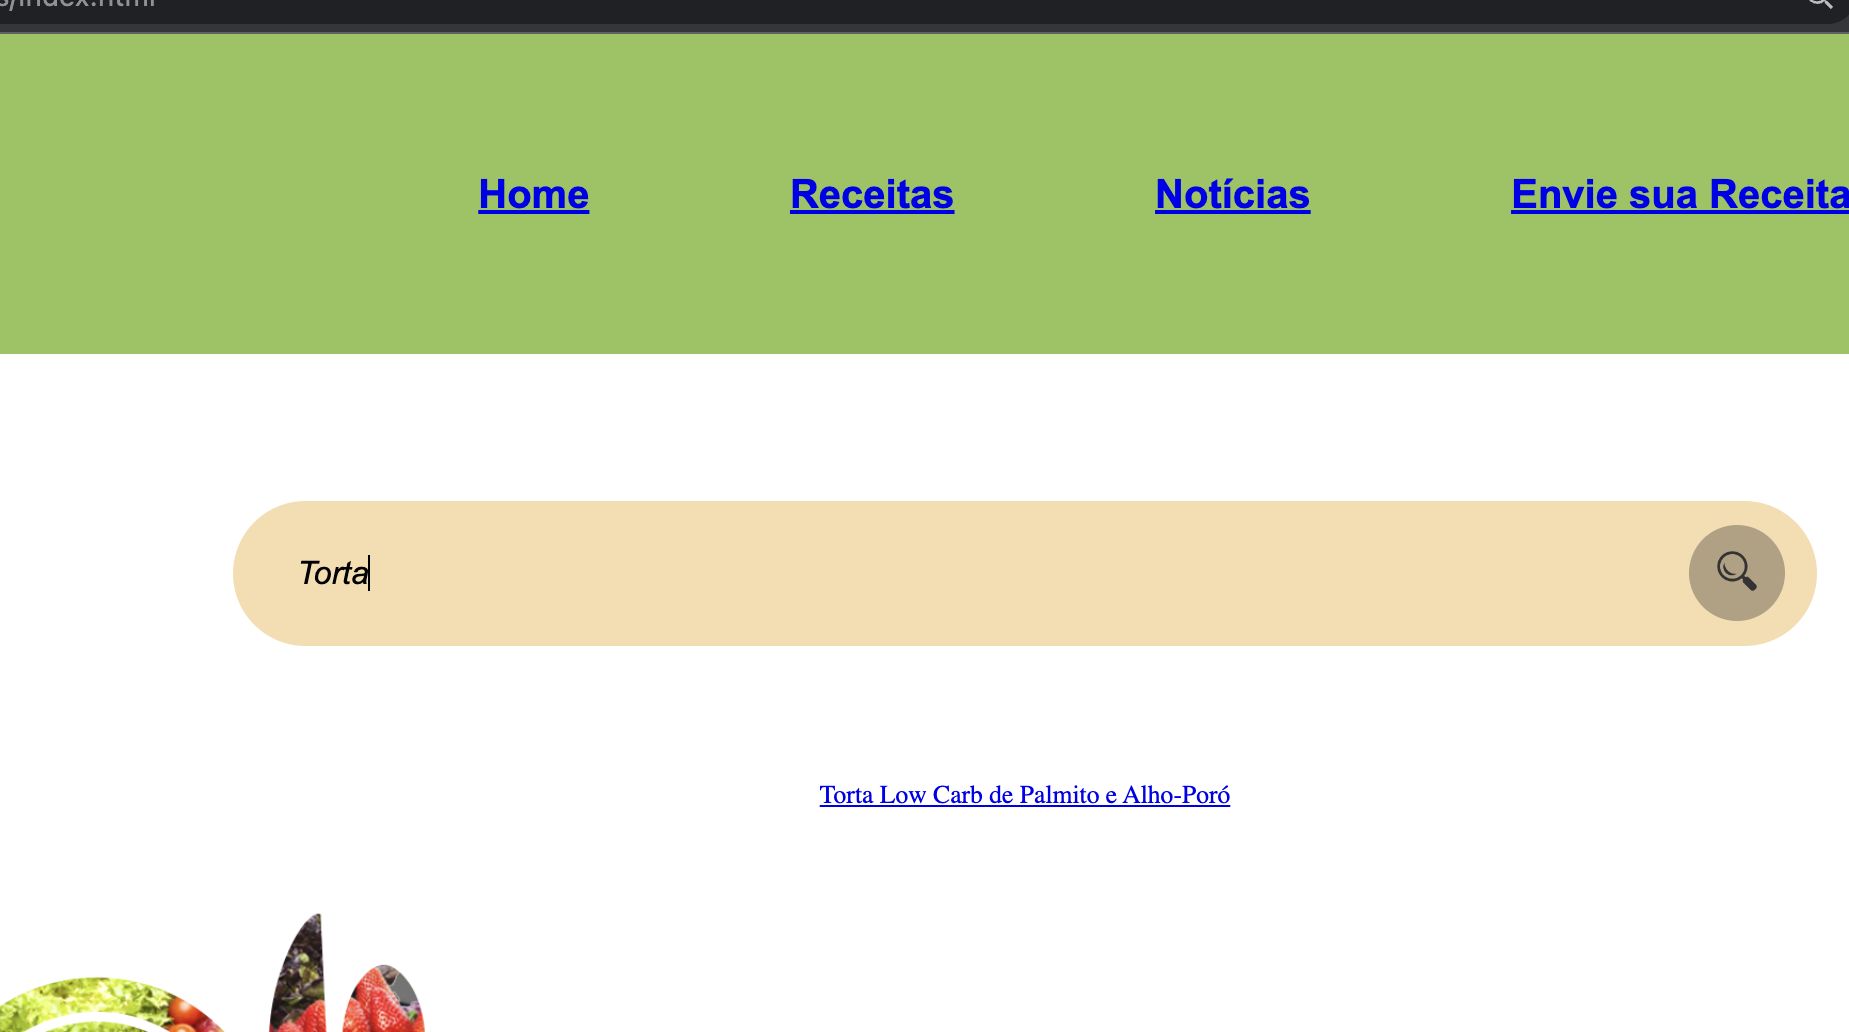 s/index.html
Home Receitas Notícias Envie sua Receita
Torta
Torta Low Carb de Palmito e Alho-Poró